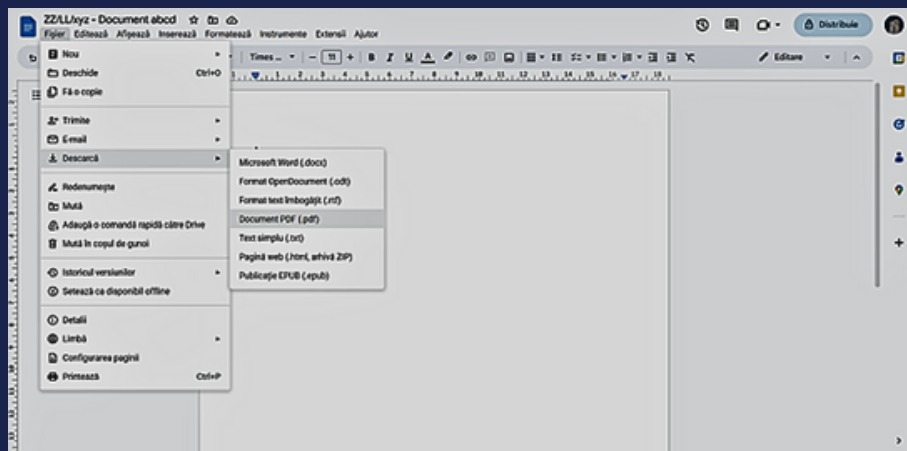 ZZ/LL/xyz - Document abcd
Fișier Editează Afișează Inserează Formatează Instrumente Extensii Ajutor
Distribuie
Times ... 11
Editare
Nou
Deschide Ctrl+O
Fă o copie
Trimite
E-mail
Descarcă
Redenumește
Mută
Adaugă o comandă rapidă către Drive
Mută în coșul de gunoi
Istoricul versiunilor
Setează ca disponibil offline
Detalii
Limbă
Configurarea paginii
Printează Ctrl+P
Microsoft Word (.docx)
Format OpenDocument (.odt)
Format text îmbogățit (.rtf)
Document PDF (.pdf)
Text simplu (.txt)
Pagină web (.html, arhivă ZIP)
Publicație EPUB (.epub)